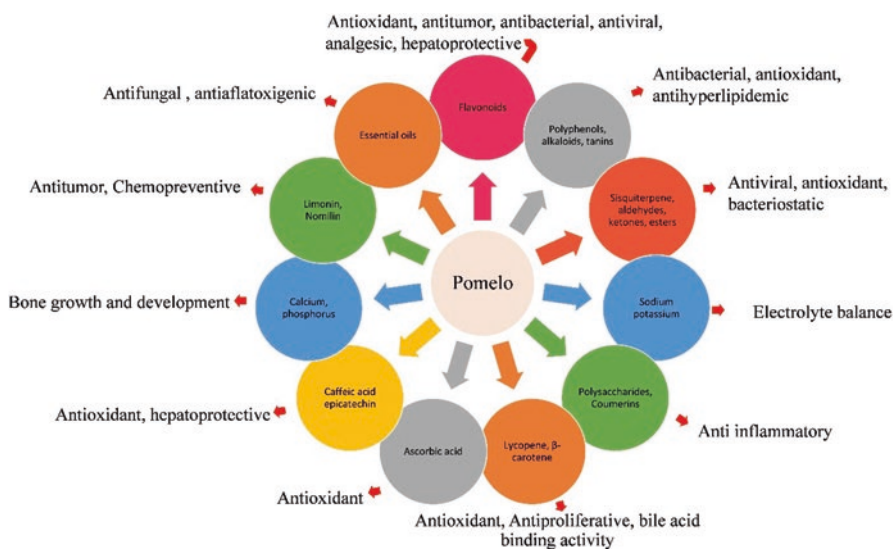 Antioxidant, antitumor, antibacterial, antiviral,
analgesic, hepatoprotective
Flavonoids
Antibacterial, antioxidant,
antihyperlipidemic
Polyphenols,
alkaloids, tanins
Antiviral, antioxidant,
bacteriostatic
Sisquiterpene,
aldehydes,
ketones, esters
Electrolyte balance
Sodium
potassium
Anti inflammatory
Polysaccharides,
Coumerins
Antioxidant, Antiproliferative, bile acid
binding activity
Lycopene, β-
carotene
Antioxidant
Ascorbic acid
Antioxidant, hepatoprotective
Caffeic acid
epicatechin
Bone growth and development
Calcium,
phosphorus
Antitumor, Chemopreventive
Limonin,
Nomilin
Antifungal , antiaflatoxigenic
Essential oils
Pomelo